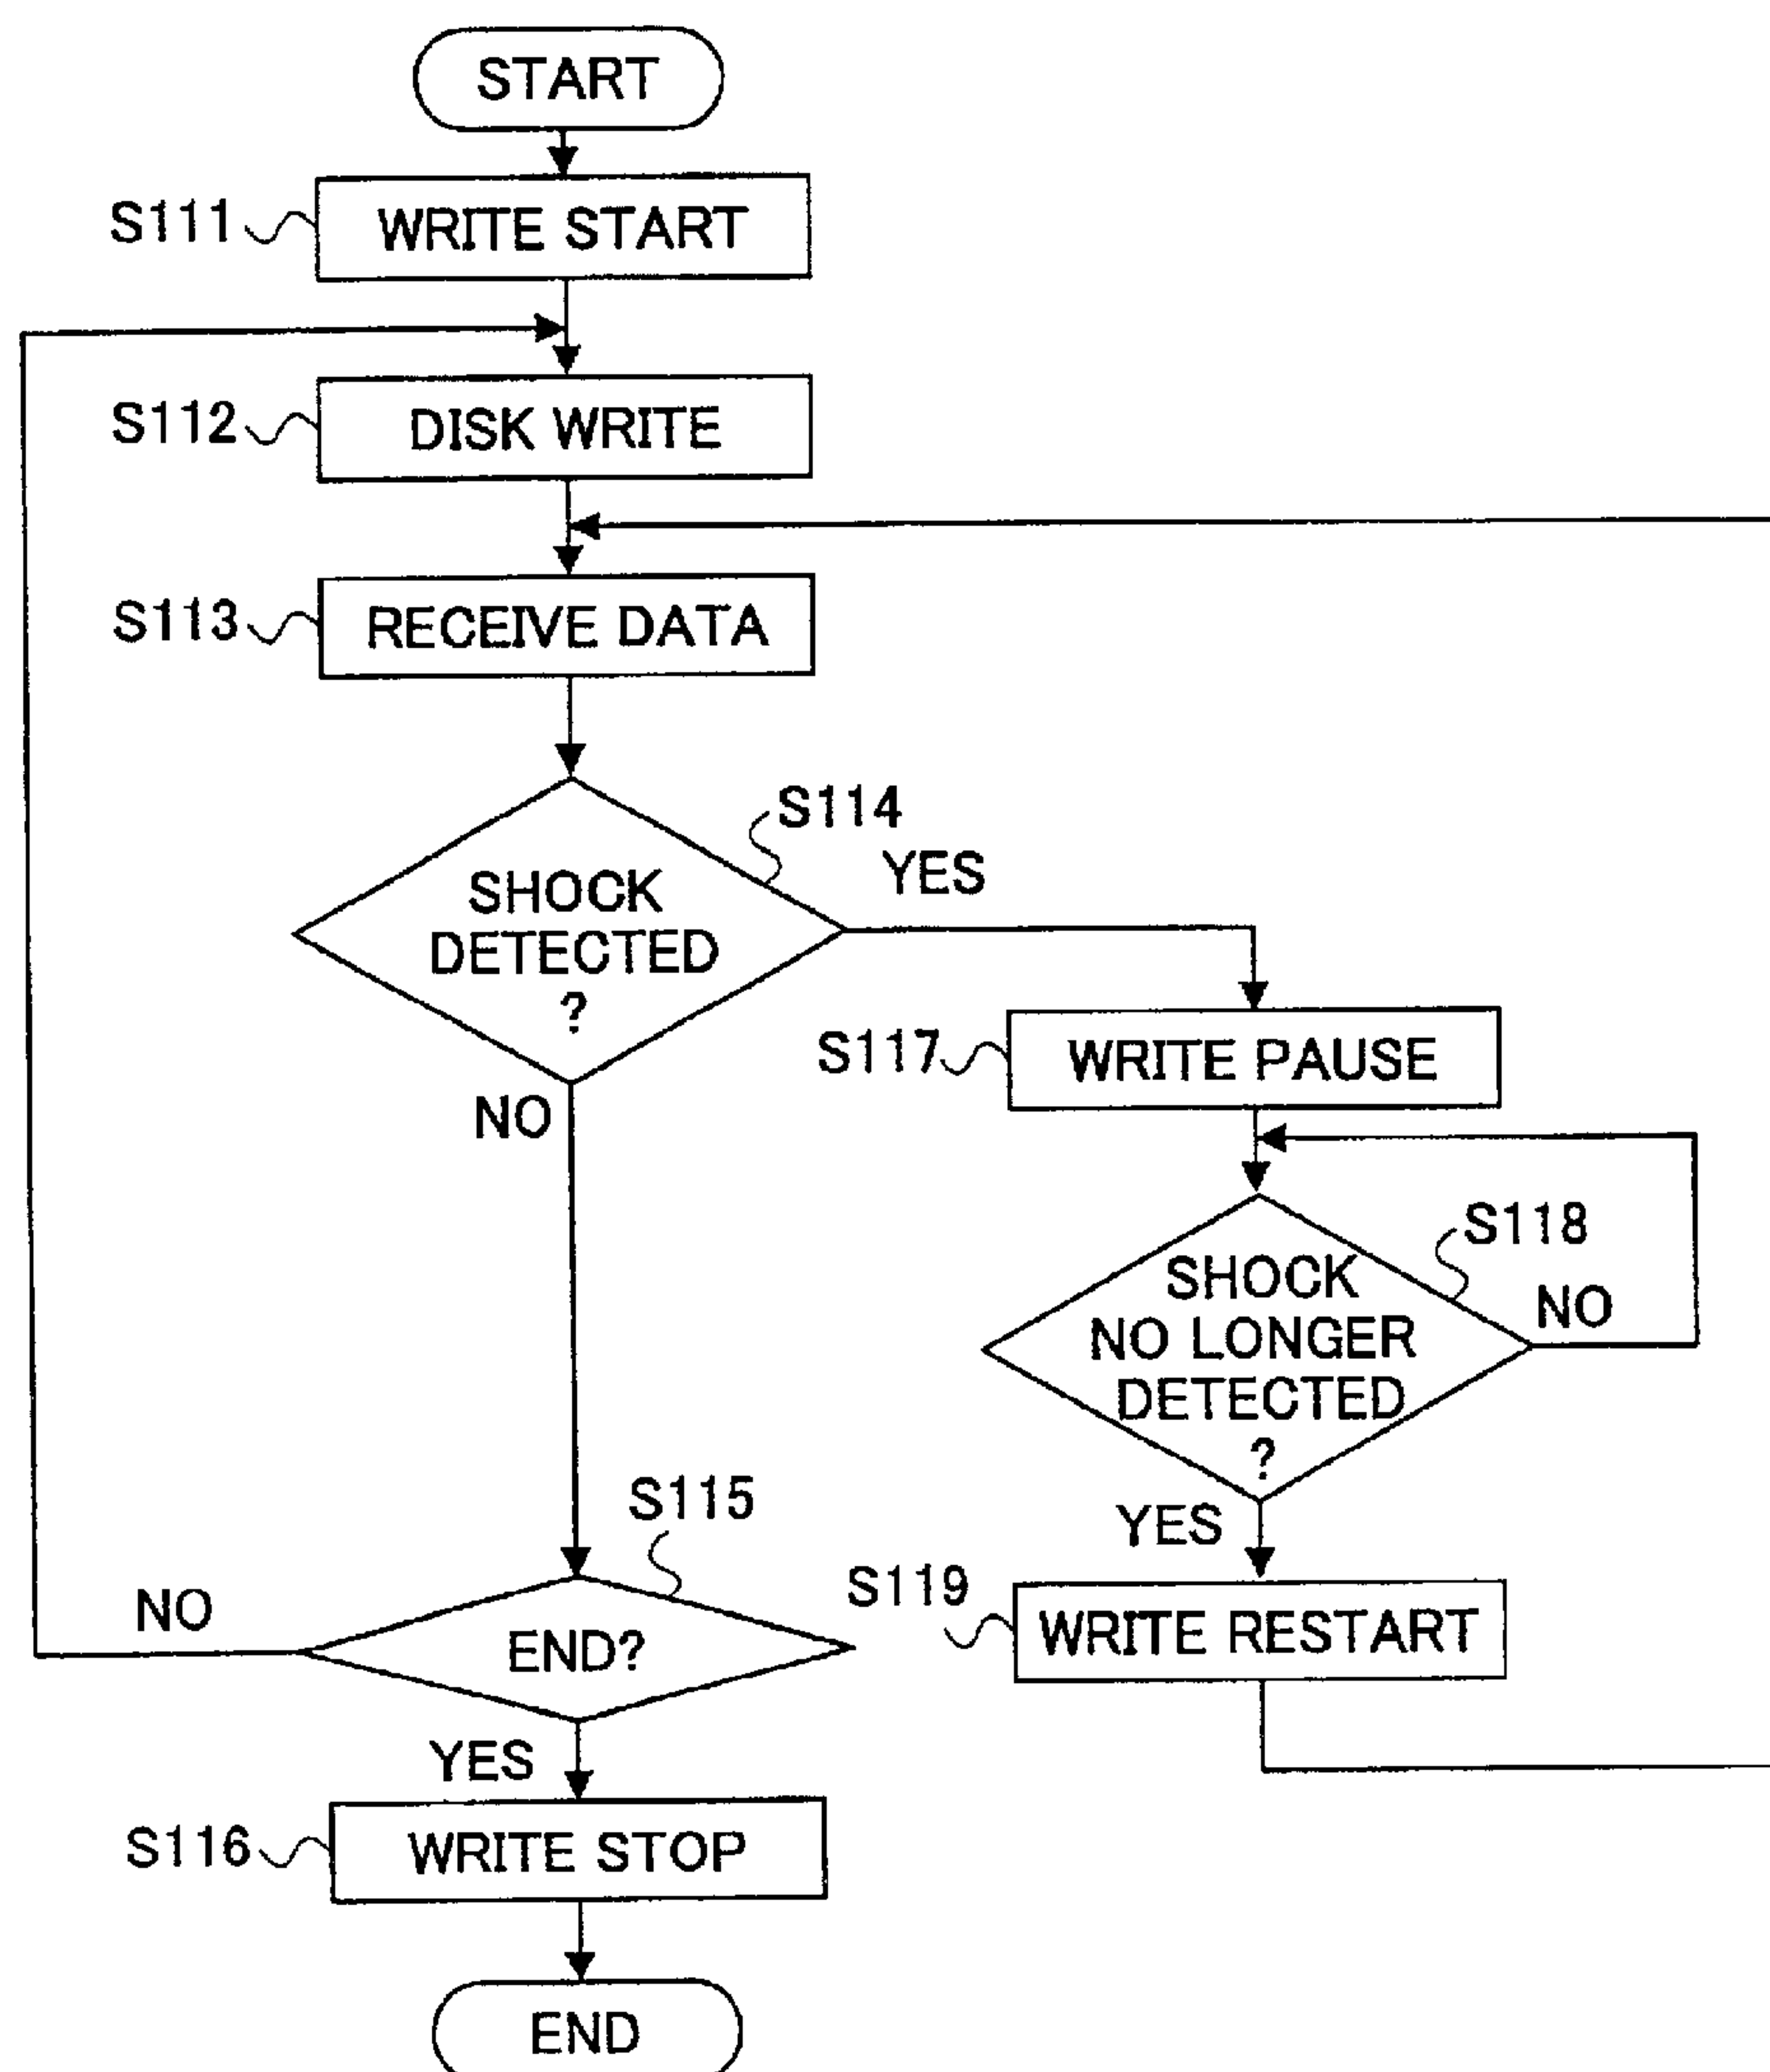 START
S111
WRITE START
S112
DISK WRITE
S113
RECEIVE DATA
S114
SHOCK
DETECTED
?
YES
NO
S117
WRITE PAUSE
S118
SHOCK
NO LONGER
DETECTED
?
NO
YES
S115
END?
NO
YES
S119
WRITE RESTART
S116
WRITE STOP
END